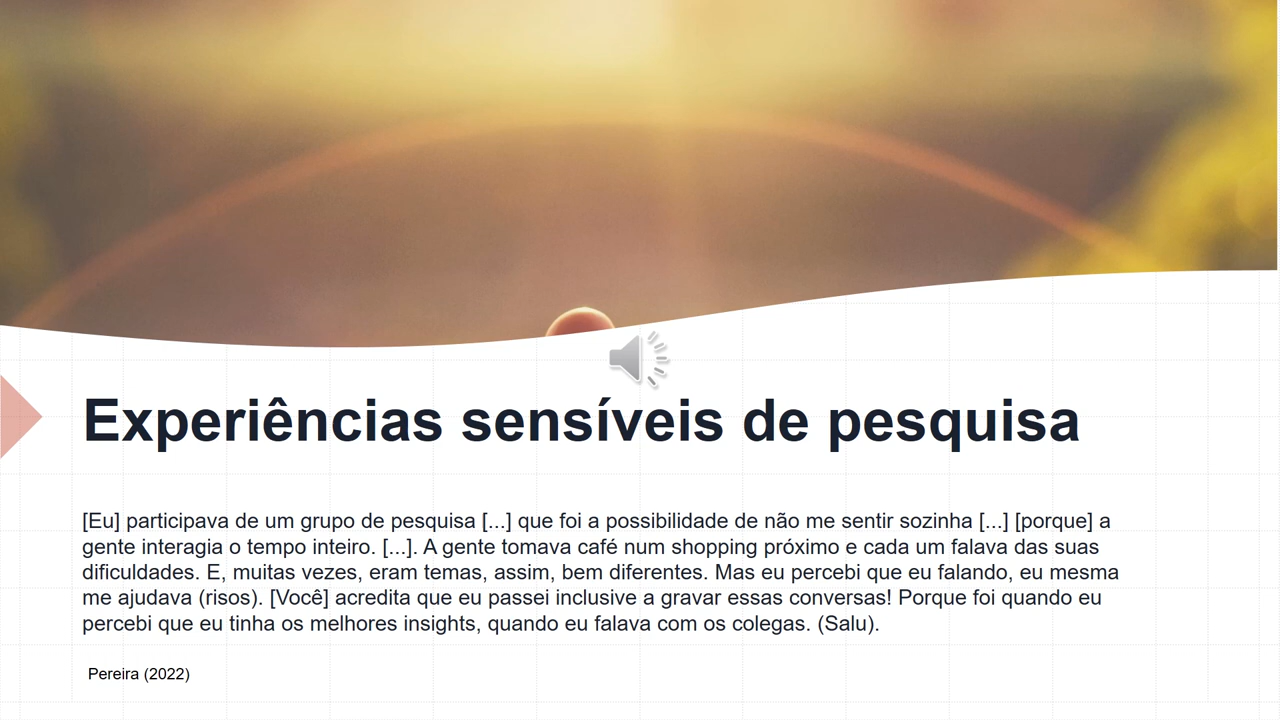 Experiências sensíveis de pesquisa
[Eu] participava de um grupo de pesquisa [...] que foi a possibilidade de não me sentir sozinha [...] [porque] a
gente interagia o tempo inteiro. [...]. A gente tomava café num shopping próximo e cada um falava das suas
dificuldades. E, muitas vezes, eram temas, assim, bem diferentes. Mas eu percebi que eu falando, eu mesma
me ajudava (risos). [Você] acredita que eu passei inclusive a gravar essas conversas! Porque foi quando eu
percebi que eu tinha os melhores insights, quando eu falava com os colegas. (Salu).
Pereira (2022)